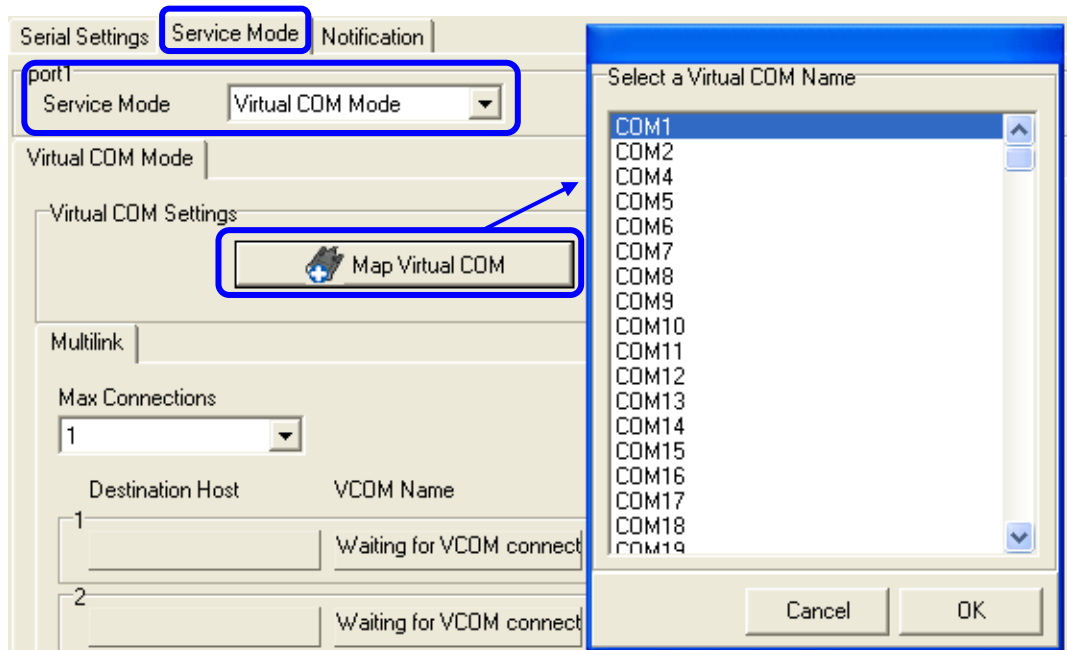 Serial Settings Service Mode Notification
port1
Service Mode Virtual COM Mode
Virtual COM Mode
Virtual COM Settings
Map Virtual COM
Multilink
Max Connections
1
Destination Host VCOM Name
1
Waiting for VCOM connect
2
Waiting for VCOM connect
Select a Virtual COM Name
COM1
COM2
COM4
COM5
COM6
COM7
COM8
COM9
COM10
COM11
COM12
COM13
COM14
COM15
COM16
COM17
COM18
COM19
Cancel OK